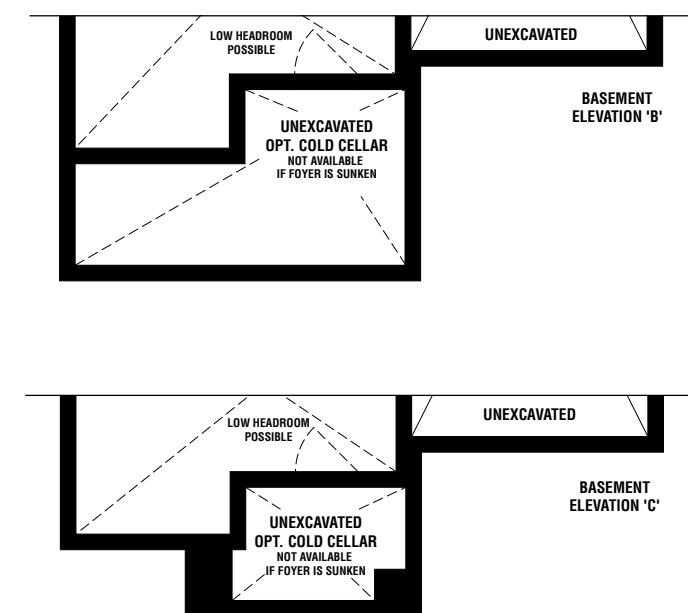 LOW HEADROOM
POSSIBLE
UNEXCAVATED
BASEMENT
ELEVATION 'B'
UNEXCAVATED
OPT. COLD CELLAR
NOT AVAILABLE
IF FOYER IS SUNKEN
LOW HEADROOM
POSSIBLE
UNEXCAVATED
BASEMENT
ELEVATION 'C'
UNEXCAVATED
OPT. COLD CELLAR
NOT AVAILABLE
IF FOYER IS SUNKEN